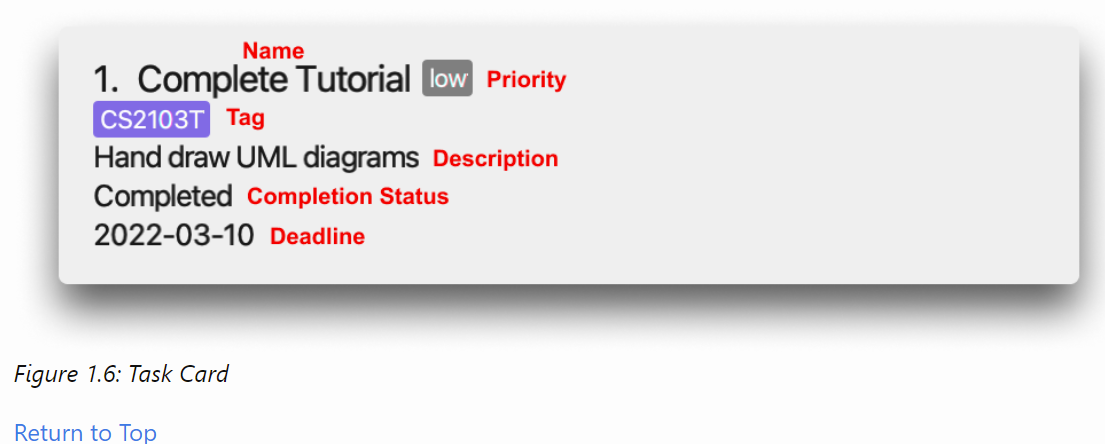 Name
1. Complete Tutorial low Priority
CS2103T Tag
Hand draw UML diagrams Description
Completed Completion Status
2022-03-10 Deadline
Figure 1.6: Task Card
Return to Top